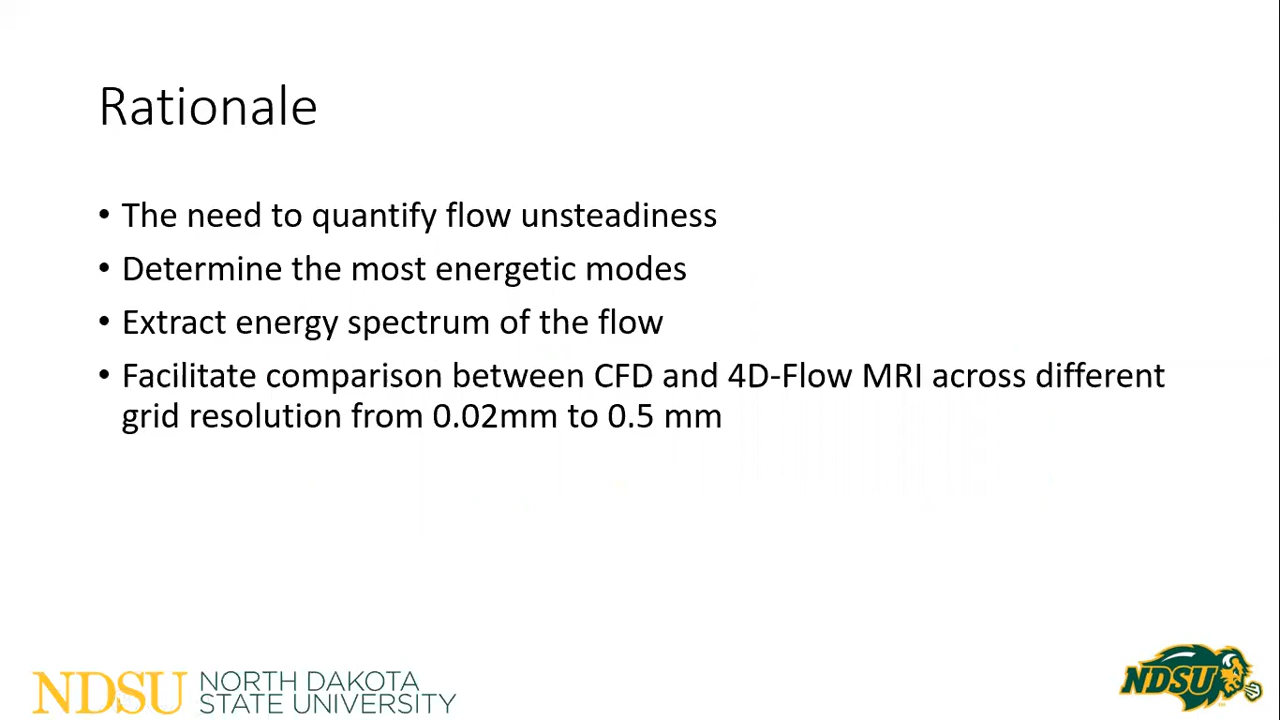 Rationale
• The need to quantify flow unsteadiness
• Determine the most energetic modes
• Extract energy spectrum of the flow
• Facilitate comparison between CFD and 4D-Flow MRI across different
grid resolution from 0.02mm to 0.5 mm
NDSU NORTH DAKOTA
STATE UNIVERSITY
NDSU